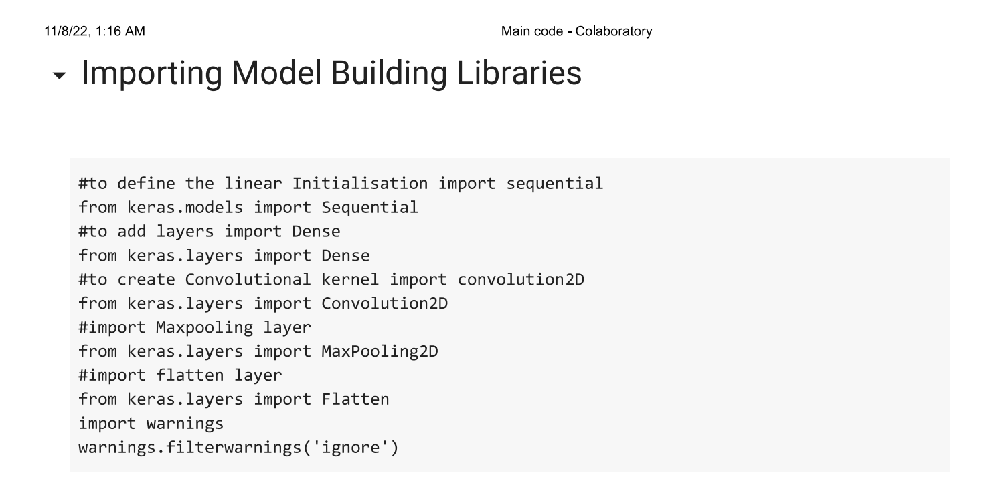 11/8/22, 1:16 AM
Main code - Colaboratory
Importing Model Building Libraries
#to define the linear Initialisation import sequential
from keras.models import Sequential
#to add layers import Dense
from keras.layers import Dense
#to create Convolutional kernel import convolution2D
from keras.layers import Convolution2D
#import Maxpooling layer
from keras.layers import MaxPooling2D
#import flatten layer
from keras.layers import Flatten
import warnings
warnings.filterwarnings('ignore')